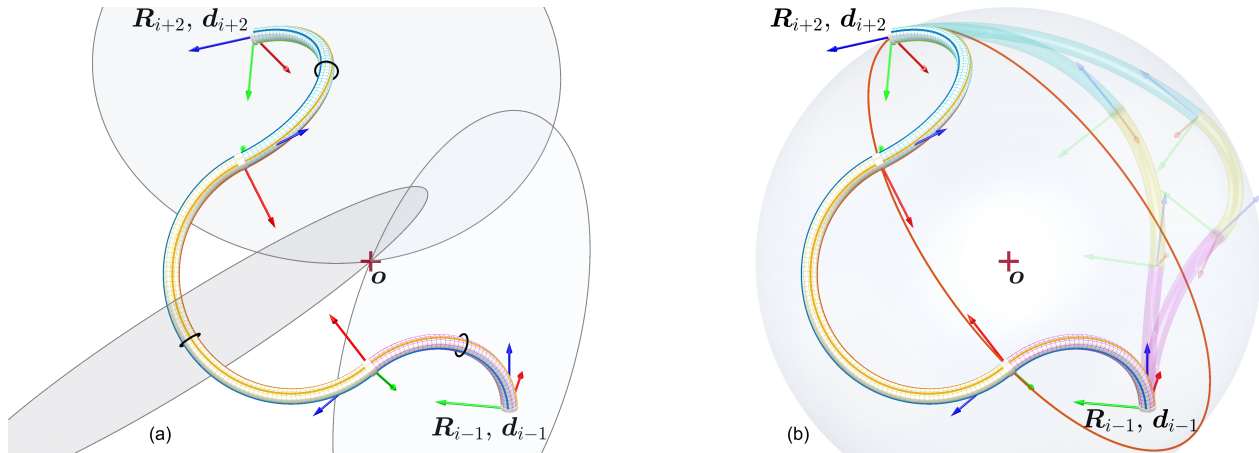 R_{i+2}, d_{i+2}
o
R_{i-1}, d_{i-1}
(a)
R_{i+2}, d_{i+2}
o
R_{i-1}, d_{i-1}
(b)